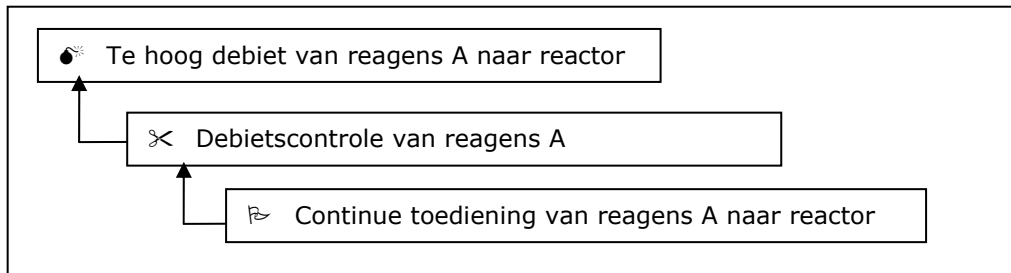 Te hoog debiet van reagens A naar reactor
Debietscontrole van reagens A
Continue toediening van reagens A naar reactor